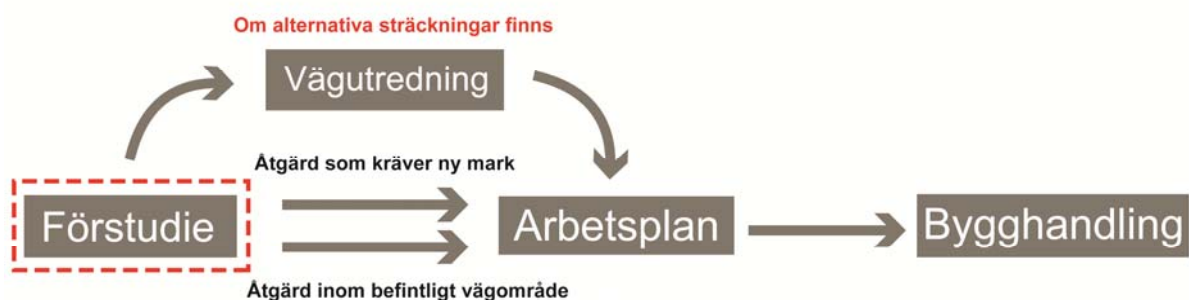 Om alternativa sträckningar finns
Vägutredning
Åtgärd som kräver ny mark
Förstudie
Arbetsplan
Bygghandling
Åtgärd inom befintligt vägområde